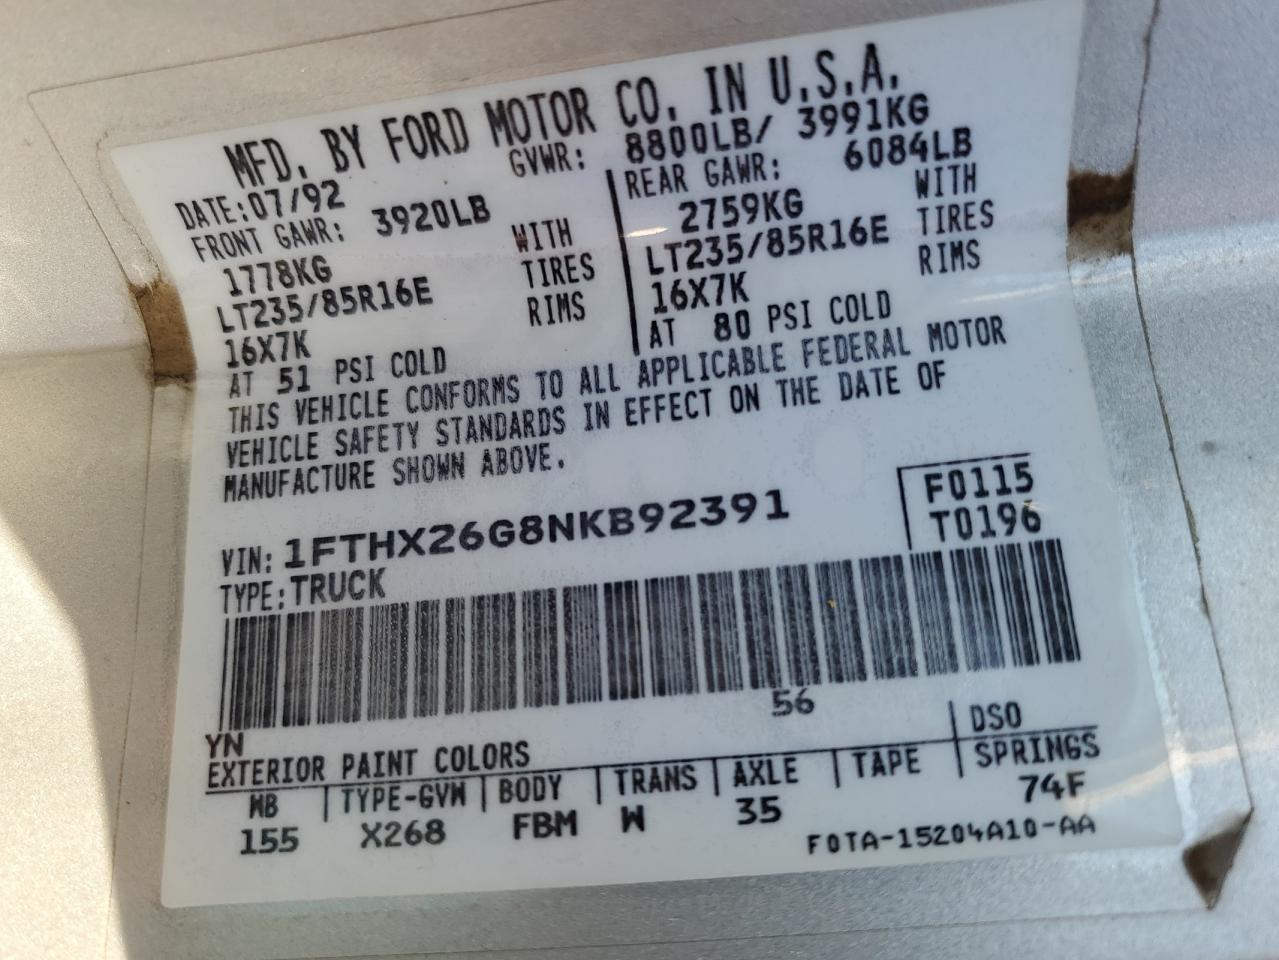 MFD. BY FORD MOTOR CO. IN U.S.A.
DATE: 07/92 GVWR: 8800LB/ 3991KG
FRONT GAWR: 3920LB
1778KG WITH
LT235/85R16E TIRES
16X7K RIMS
AT 51 PSI COLD
REAR GAWR: 6084LB
2759KG WITH
LT235/85R16E TIRES
16X7K RIMS
AT 80 PSI COLD
THIS VEHICLE CONFORMS TO ALL APPLICABLE FEDERAL MOTOR
VEHICLE SAFETY STANDARDS IN EFFECT ON THE DATE OF
MANUFACTURE SHOWN ABOVE.
VIN: 1FTHX26G8NKB92391
TYPE: TRUCK
F0115
T0196
56
YN
EXTERIOR PAINT COLORS DSO
WB TYPE-GVW BODY TRANS AXLE TAPE SPRINGS
155 X268 FBM W 35 74F
F0TA-15204A10-AA